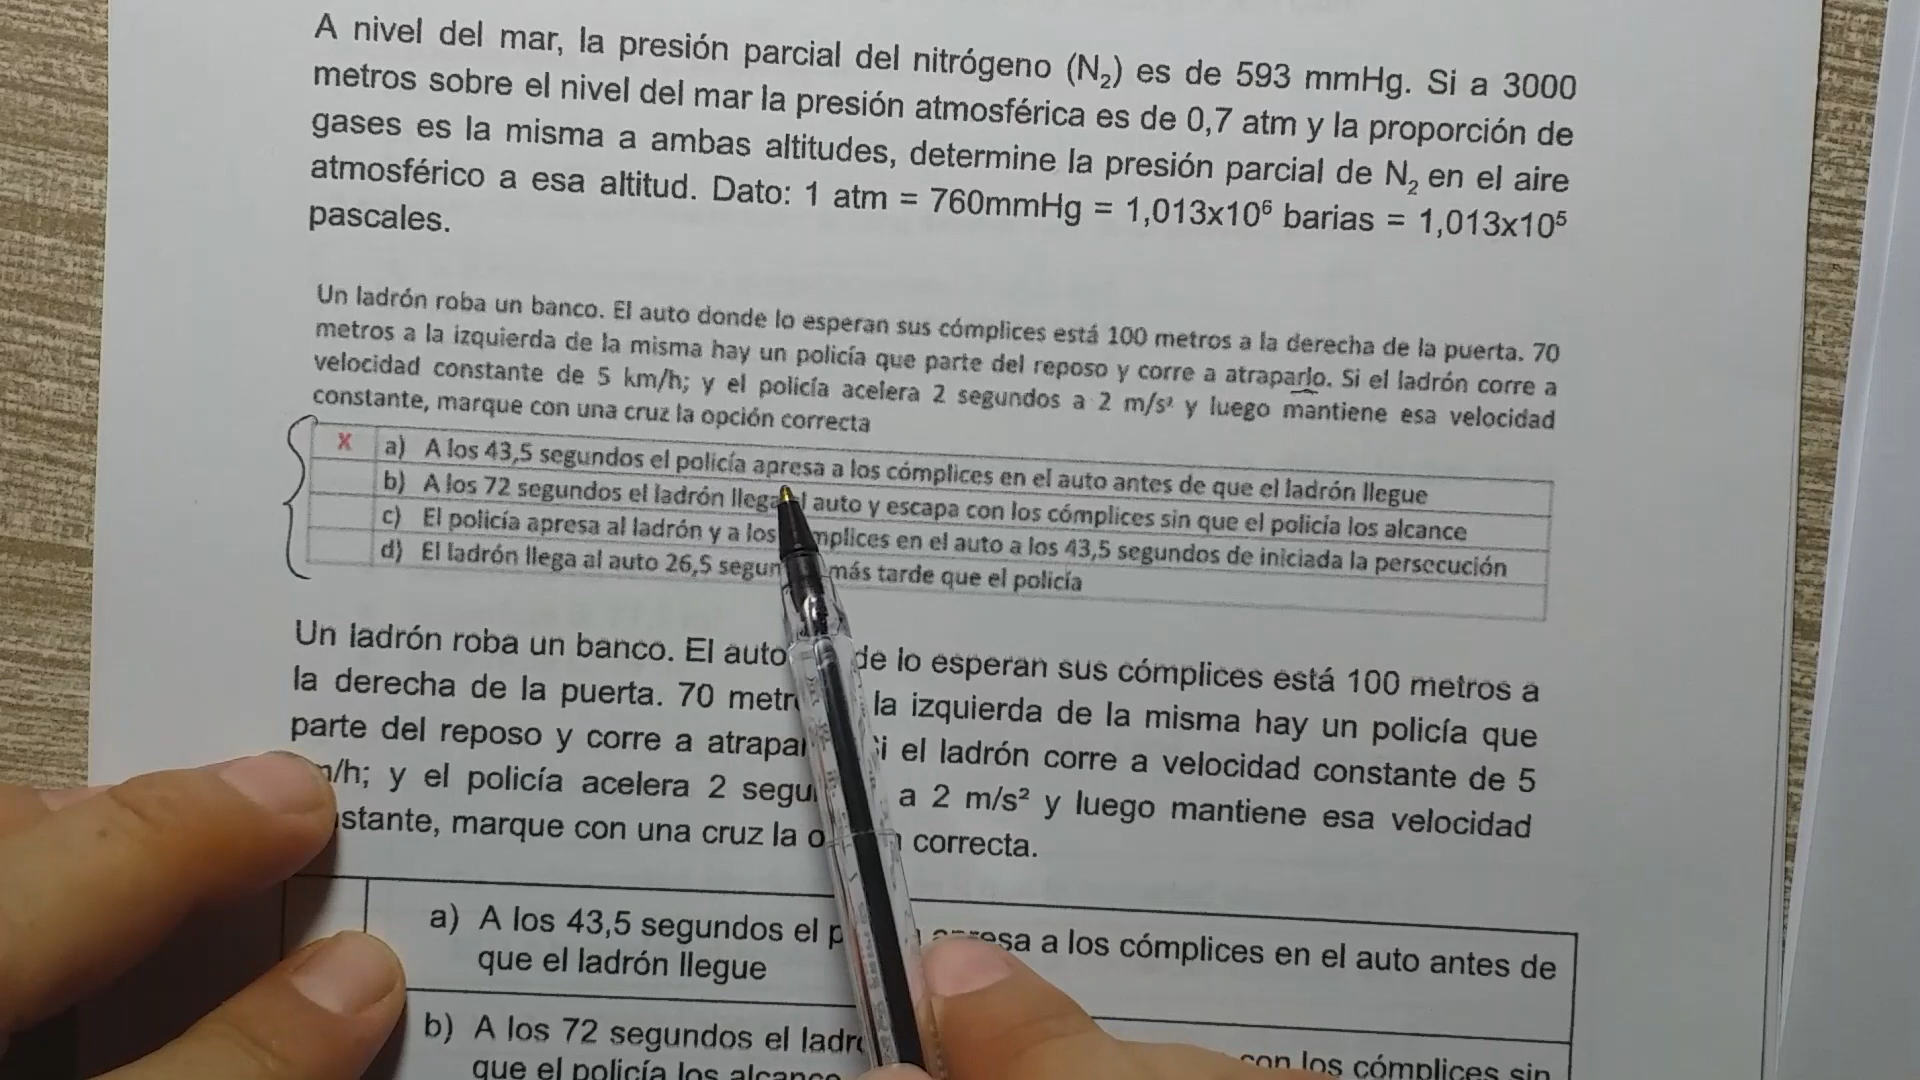 A nivel del mar, la presión parcial del nitrógeno (N₂) es de 593 mmHg. Si a 3000
metros sobre el nivel del mar la presión atmosférica es de 0,7 atm y la proporción de
gases es la misma a ambas altitudes, determine la presión parcial de N₂ en el aire
atmosférico a esa altitud. Dato: 1 atm = 760mmHg = 1,013x10⁶ barias = 1,013x10⁵
pascales.
Un ladrón roba un banco. El auto donde lo esperan sus cómplices está 100 metros a la derecha de la puerta. 70
metros a la izquierda de la misma hay un policía que parte del reposo y corre a atraparlo. Si el ladrón corre a
velocidad constante de 5 km/h; y el policía acelera 2 segundos a 2 m/s² y luego mantiene esa velocidad
constante, marque con una cruz la opción correcta
X a) A los 43,5 segundos el policía apresa a los cómplices en el auto antes de que el ladrón llegue
b) A los 72 segundos el ladrón llega auto y escapa con los cómplices sin que el policía los alcance
c) El policía apresa al ladrón y a los en el auto a los 43,5 segundos de iniciada la persecución
d) El ladrón llega al auto 26,5 más tarde que el policía
Un ladrón roba un banco. El auto lo esperan sus cómplices está 100 metros a
la derecha de la puerta. 70 la izquierda de la misma hay un policía que
parte del reposo y corre a el ladrón corre a velocidad constante de 5
y el policía acelera 2 a 2 m/s² y luego mantiene esa velocidad
marque con una cruz la correcta.
a) A los 43,5 segundos el a los cómplices en el auto antes de
que el ladrón llegue
b) A los 72 segundos el con los cómplices sin
que el policía los